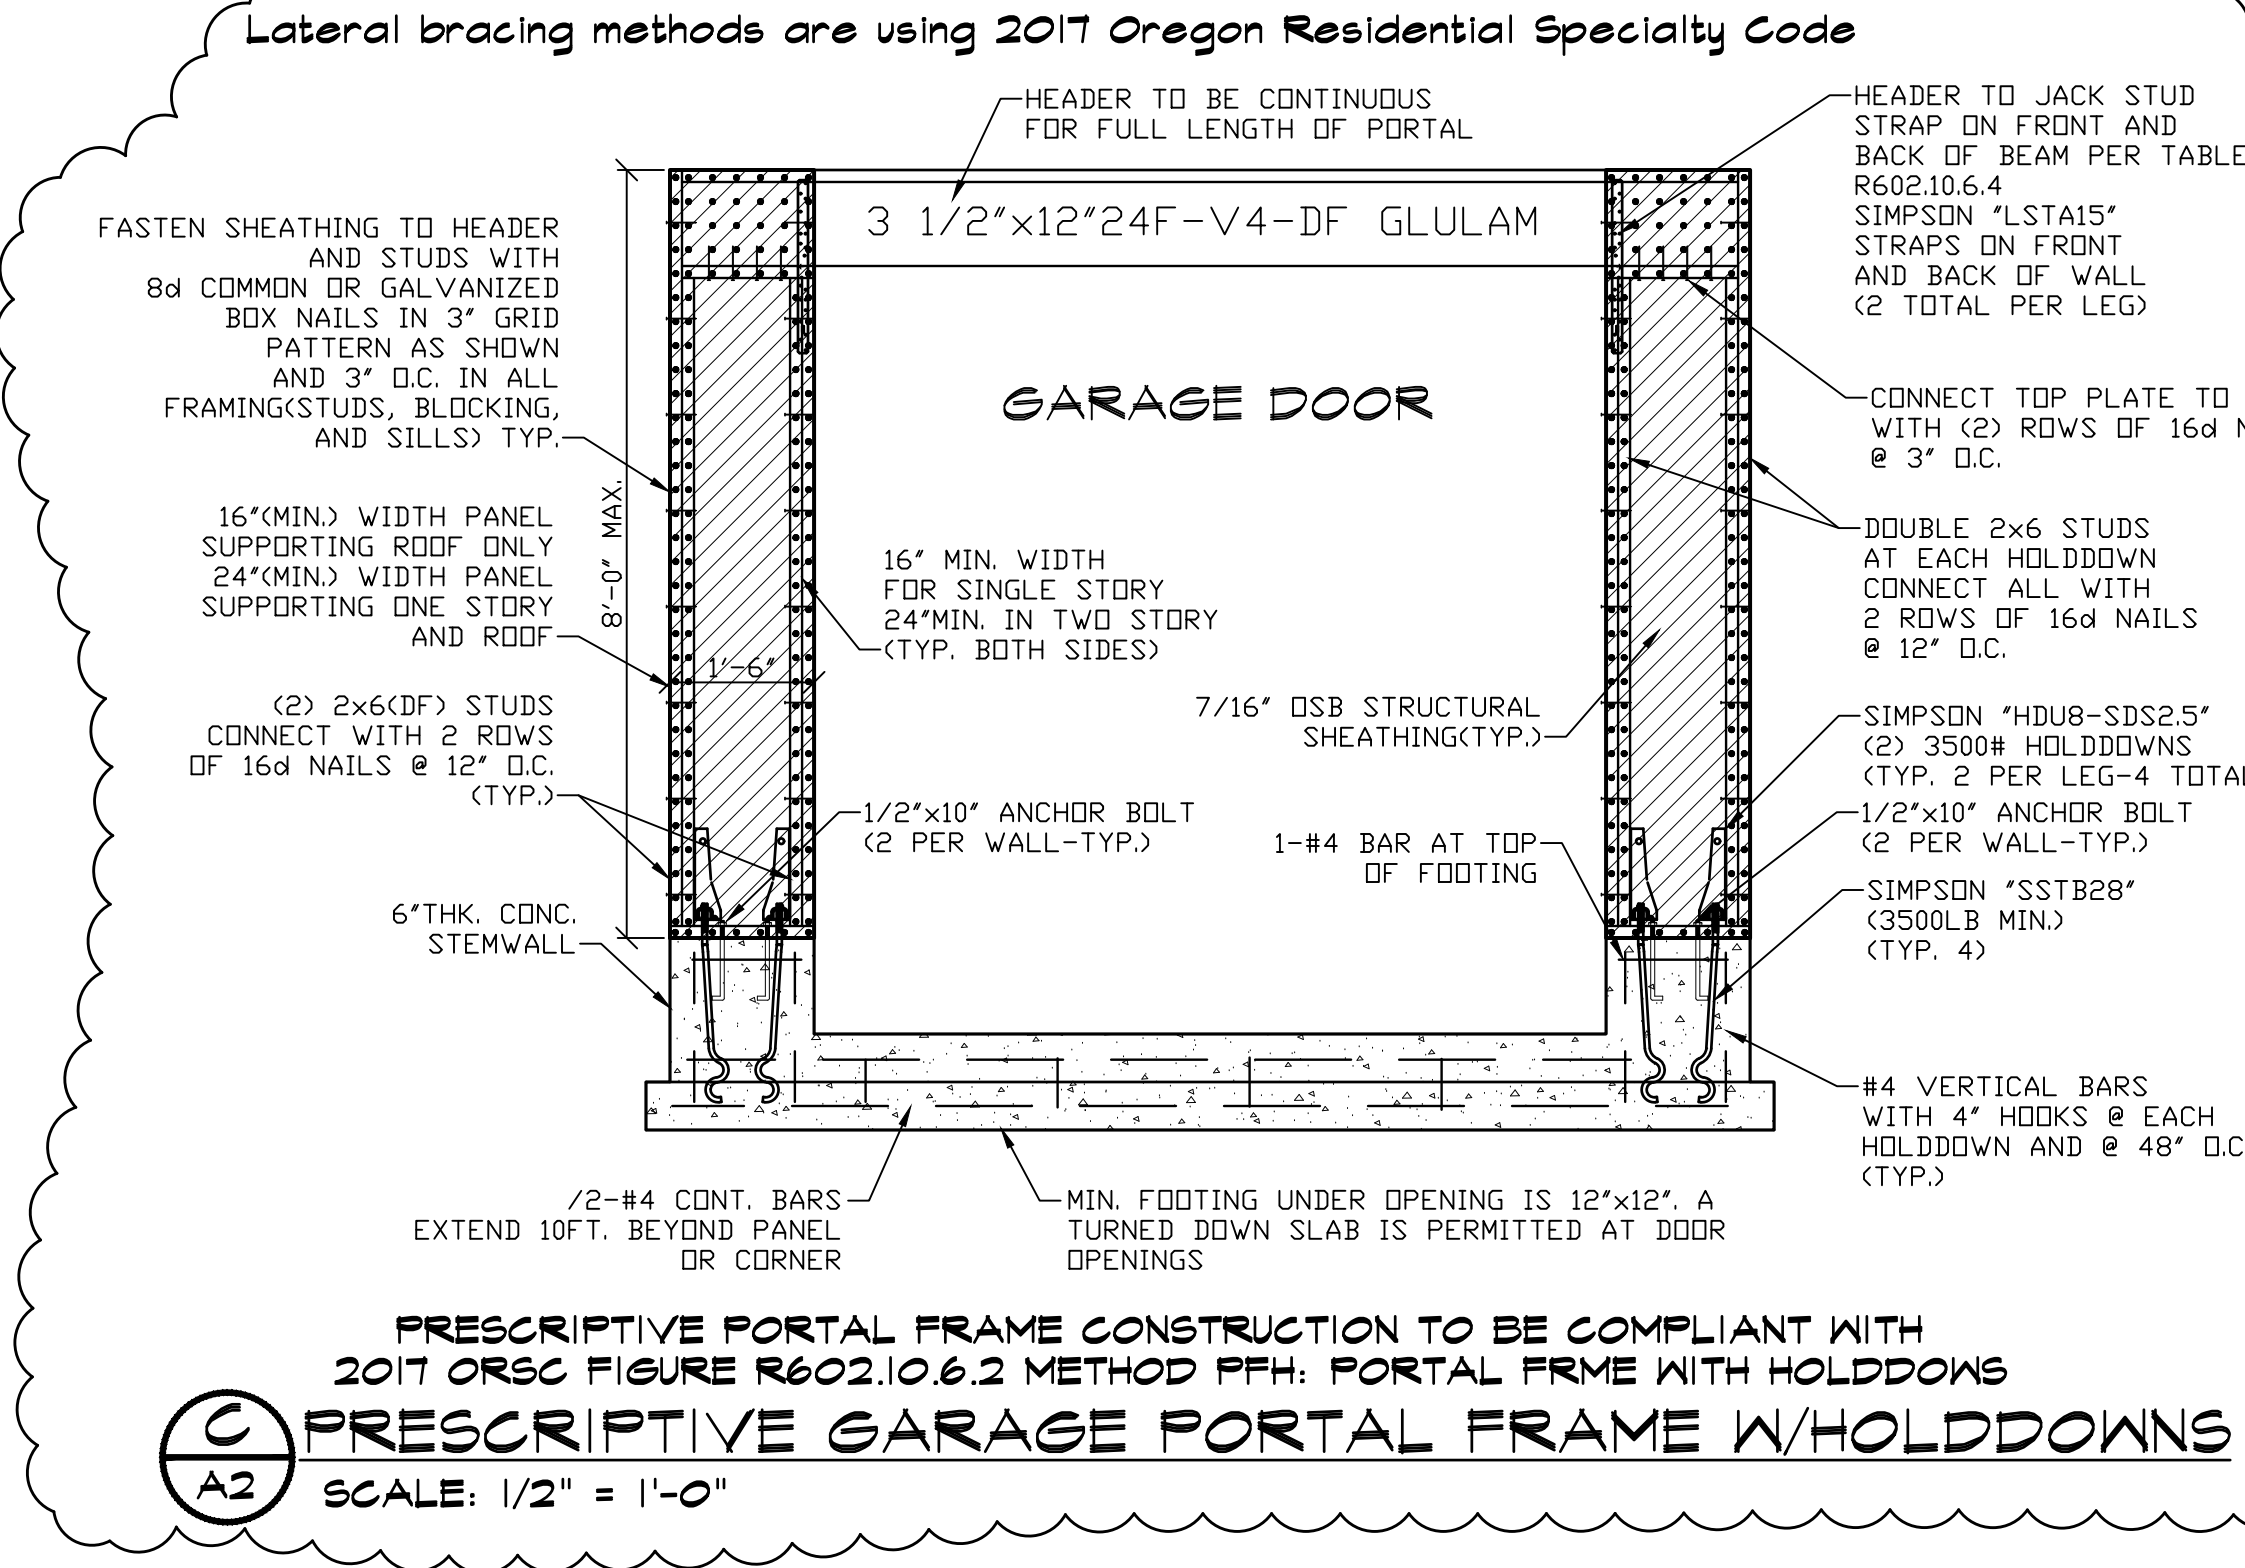 Lateral bracing methods are using 2017 Oregon Residential Specialty Code
HEADER TO BE CONTINUOUS
FOR FULL LENGTH OF PORTAL
HEADER TO JACK STUD
STRAP ON FRONT AND
BACK OF BEAM PER TABLE
R602.10.6.4
SIMPSON "LSTA15"
STRAPS ON FRONT
AND BACK OF WALL
(2 TOTAL PER LEG)
3 1/2"x12"24F-V4-DF GLULAM
FASTEN SHEATHING TO HEADER
AND STUDS WITH
8d COMMON OR GALVANIZED
BOX NAILS IN 3" GRID
PATTERN AS SHOWN
AND 3" O.C. IN ALL
FRAMING(STUDS, BLOCKING,
AND SILLS) TYP.
GARAGE DOOR
CONNECT TOP PLATE TO
WITH (2) ROWS OF 16d
@ 3" O.C.
8'-0" MAX.
16"(MIN.) WIDTH PANEL
SUPPORTING ROOF ONLY
24"(MIN.) WIDTH PANEL
SUPPORTING ONE STORY
AND ROOF
16" MIN. WIDTH
FOR SINGLE STORY
24"MIN. IN TWO STORY
(TYP. BOTH SIDES)
DOUBLE 2x6 STUDS
AT EACH HOLDDOWN
CONNECT ALL WITH
2 ROWS OF 16d NAILS
@ 12" O.C.
1'-6"
(2) 2x6(DF) STUDS
CONNECT WITH 2 ROWS
OF 16d NAILS @ 12" O.C.
(TYP.)
7/16" OSB STRUCTURAL
SHEATHING(TYP.)
SIMPSON "HDU8-SDS2.5"
(2) 3500# HOLDDOWNS
(TYP. 2 PER LEG-4 TOTAL
1/2"x10" ANCHOR BOLT
(2 PER WALL-TYP.)
1/2"x10" ANCHOR BOLT
(2 PER WALL-TYP.)
1-#4 BAR AT TOP
OF FOOTING
SIMPSON "SSTB28"
(3500LB MIN.)
(TYP. 4)
6"THK. CONC.
STEMWALL
#4 VERTICAL BARS
WITH 4" HOOKS @ EACH
HOLDDOWN AND @ 48" O.C
(TYP.)
/2-#4 CONT. BARS
EXTEND 10FT. BEYOND PANEL
OR CORNER
MIN. FOOTING UNDER OPENING IS 12"x12". A
TURNED DOWN SLAB IS PERMITTED AT DOOR
OPENINGS
PRESCRIPTIVE PORTAL FRAME CONSTRUCTION TO BE COMPLIANT WITH
2017 ORSC FIGURE R602.10.6.2 METHOD PFH: PORTAL FRME WITH HOLDDOWS
C
A2
PRESCRIPTIVE GARAGE PORTAL FRAME W/HOLDDOWNS
SCALE: 1/2" = 1'-0"